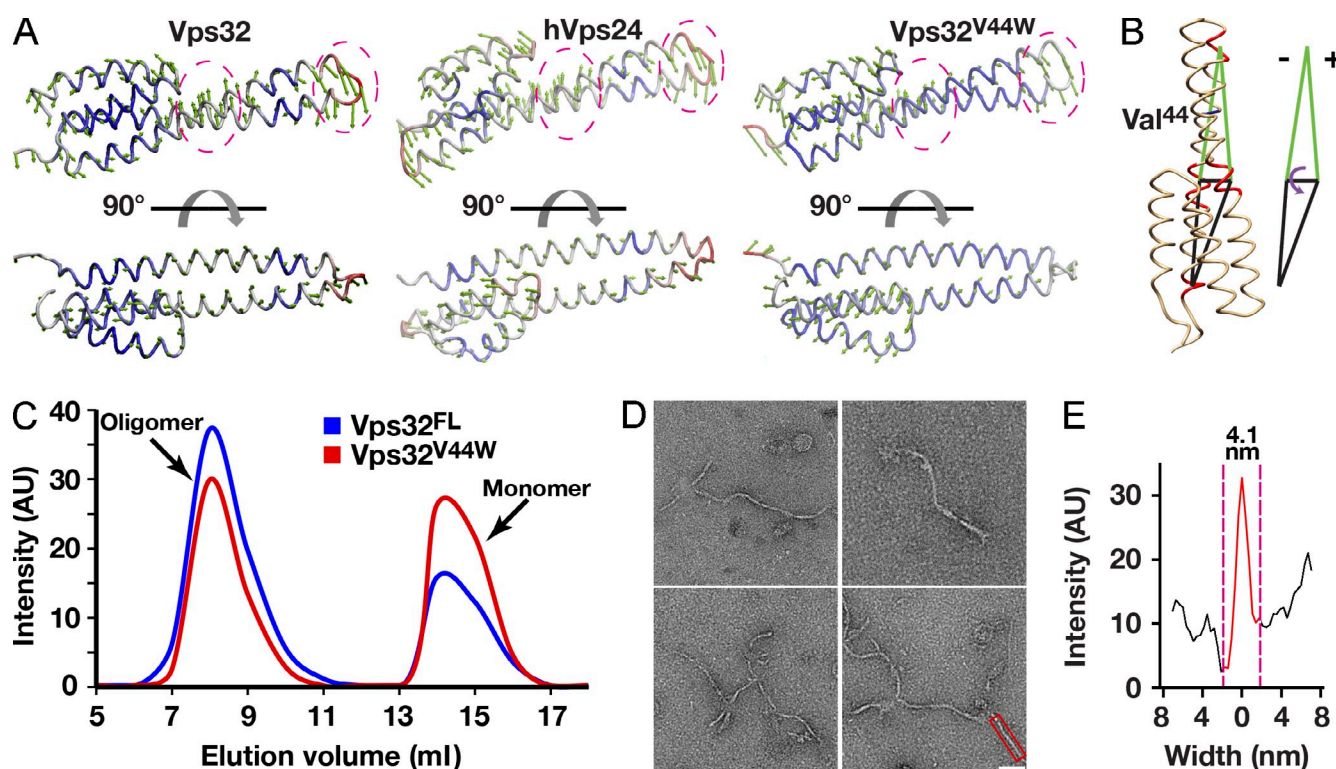 A
Vps32
hVps24
Vps32V44W
90°
90°
90°
B
Val44
- +
C
Intensity (AU)
40
30
20
10
0
Oligomer
Vps32FL
Vps32V44W
Monomer
5 7 9 11 13 15 17
Elution volume (ml)
D
E
4.1
nm
Intensity (AU)
30
20
10
0
8 4 0 4 8
Width (nm)